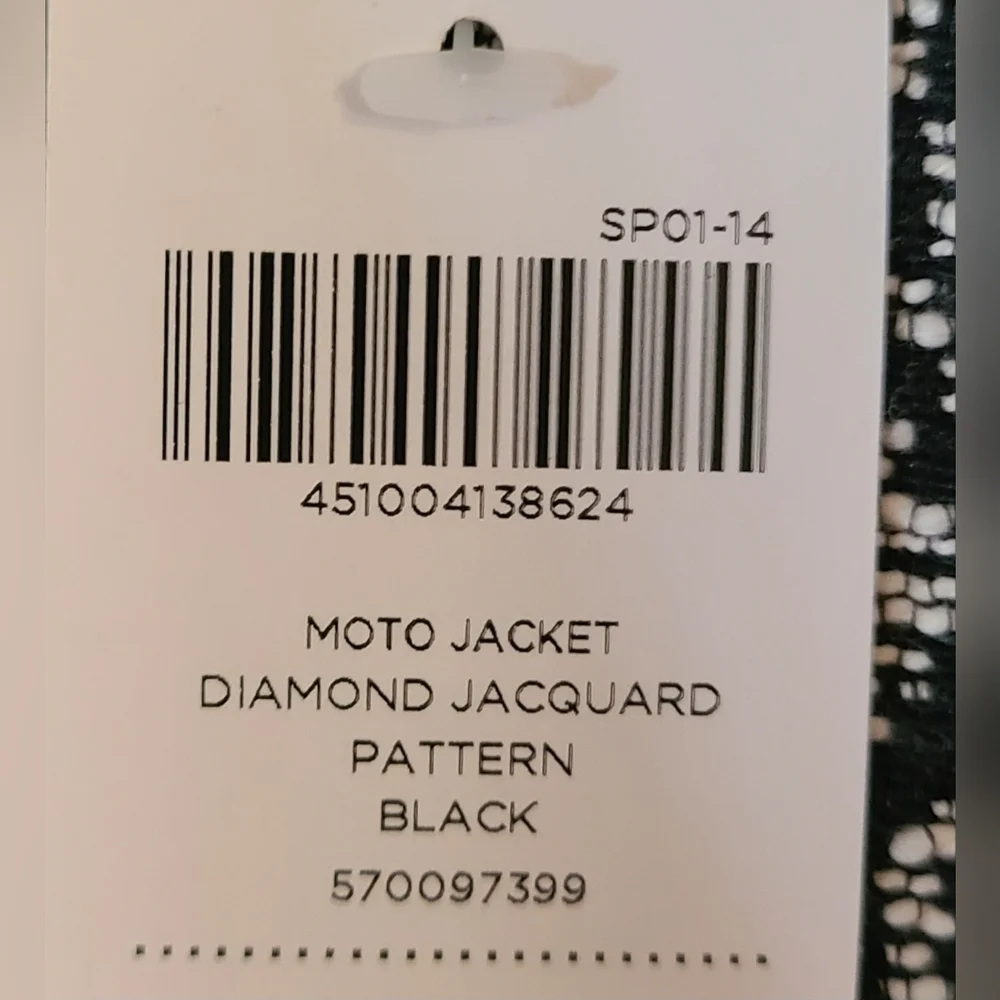 SP01-14
451004138624
MOTO JACKET
DIAMOND JACQUARD
PATTERN
BLACK
570097399